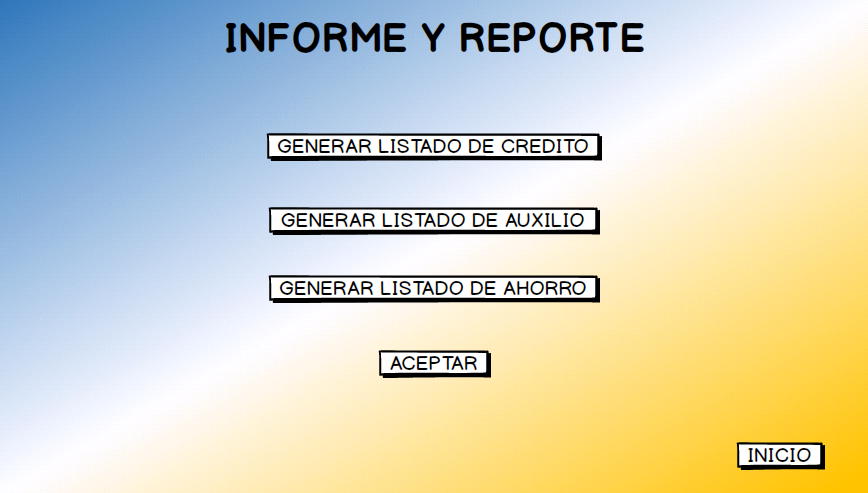 INFORME Y REPORTE
GENERAR LISTADO DE CREDITO
GENERAR LISTADO DE AUXILIO
GENERAR LISTADO DE AHORRO
ACEPTAR
INICIO